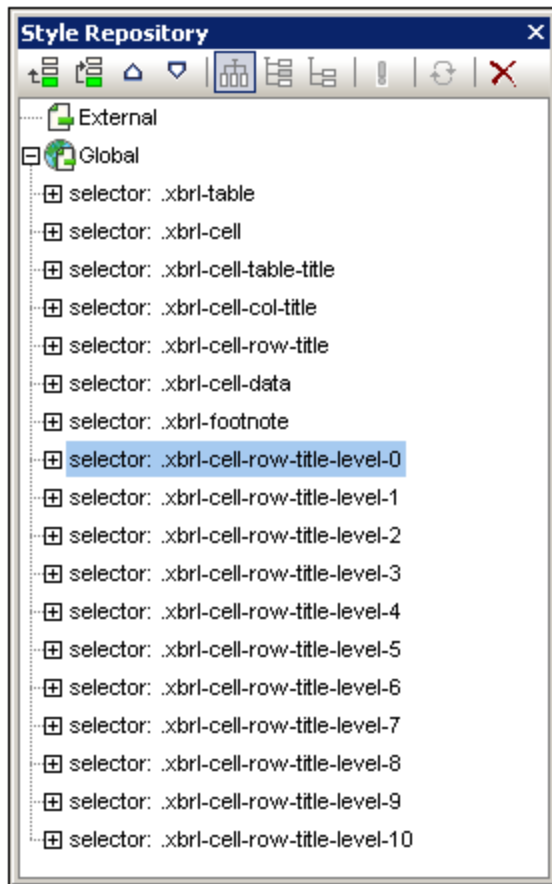 Style Repository
External
Global
selector: .xbrl-table
selector: .xbrl-cell
selector: .xbrl-cell-table-title
selector: .xbrl-cell-col-title
selector: .xbrl-cell-row-title
selector: .xbrl-cell-data
selector: .xbrl-footnote
selector: .xbrl-cell-row-title-level-0
selector: .xbrl-cell-row-title-level-1
selector: .xbrl-cell-row-title-level-2
selector: .xbrl-cell-row-title-level-3
selector: .xbrl-cell-row-title-level-4
selector: .xbrl-cell-row-title-level-5
selector: .xbrl-cell-row-title-level-6
selector: .xbrl-cell-row-title-level-7
selector: .xbrl-cell-row-title-level-8
selector: .xbrl-cell-row-title-level-9
selector: .xbrl-cell-row-title-level-10